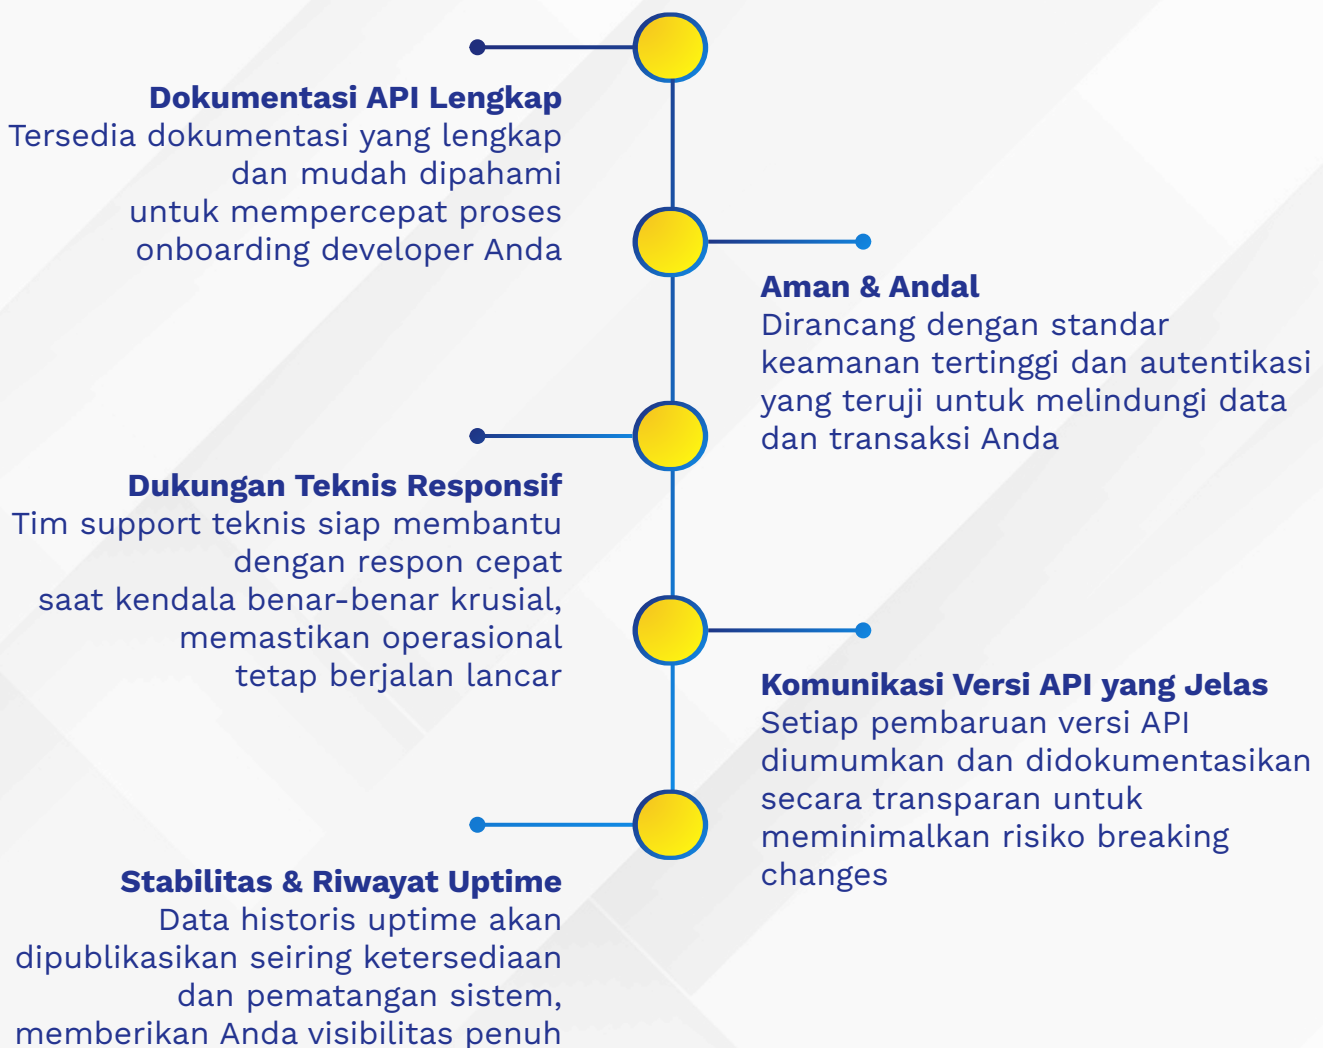 Dokumentasi API Lengkap
Tersedia dokumentasi yang lengkap
dan mudah dipahami
untuk mempercepat proses
onboarding developer Anda
Aman & Andal
Dirancang dengan standar
keamanan tertinggi dan autentikasi
yang teruji untuk melindungi data
dan transaksi Anda
Dukungan Teknis Responsif
Tim support teknis siap membantu
dengan respon cepat
saat kendala benar-benar krusial,
memastikan operasional
tetap berjalan lancar
Komunikasi Versi API yang Jelas
Setiap pembaruan versi API
diumumkan dan didokumentasikan
secara transparan untuk
meminimalkan risiko breaking
changes
Stabilitas & Riwayat Uptime
Data historis uptime akan
dipublikasikan seiring ketersediaan
dan pematangan sistem,
memberikan Anda visibilitas penuh